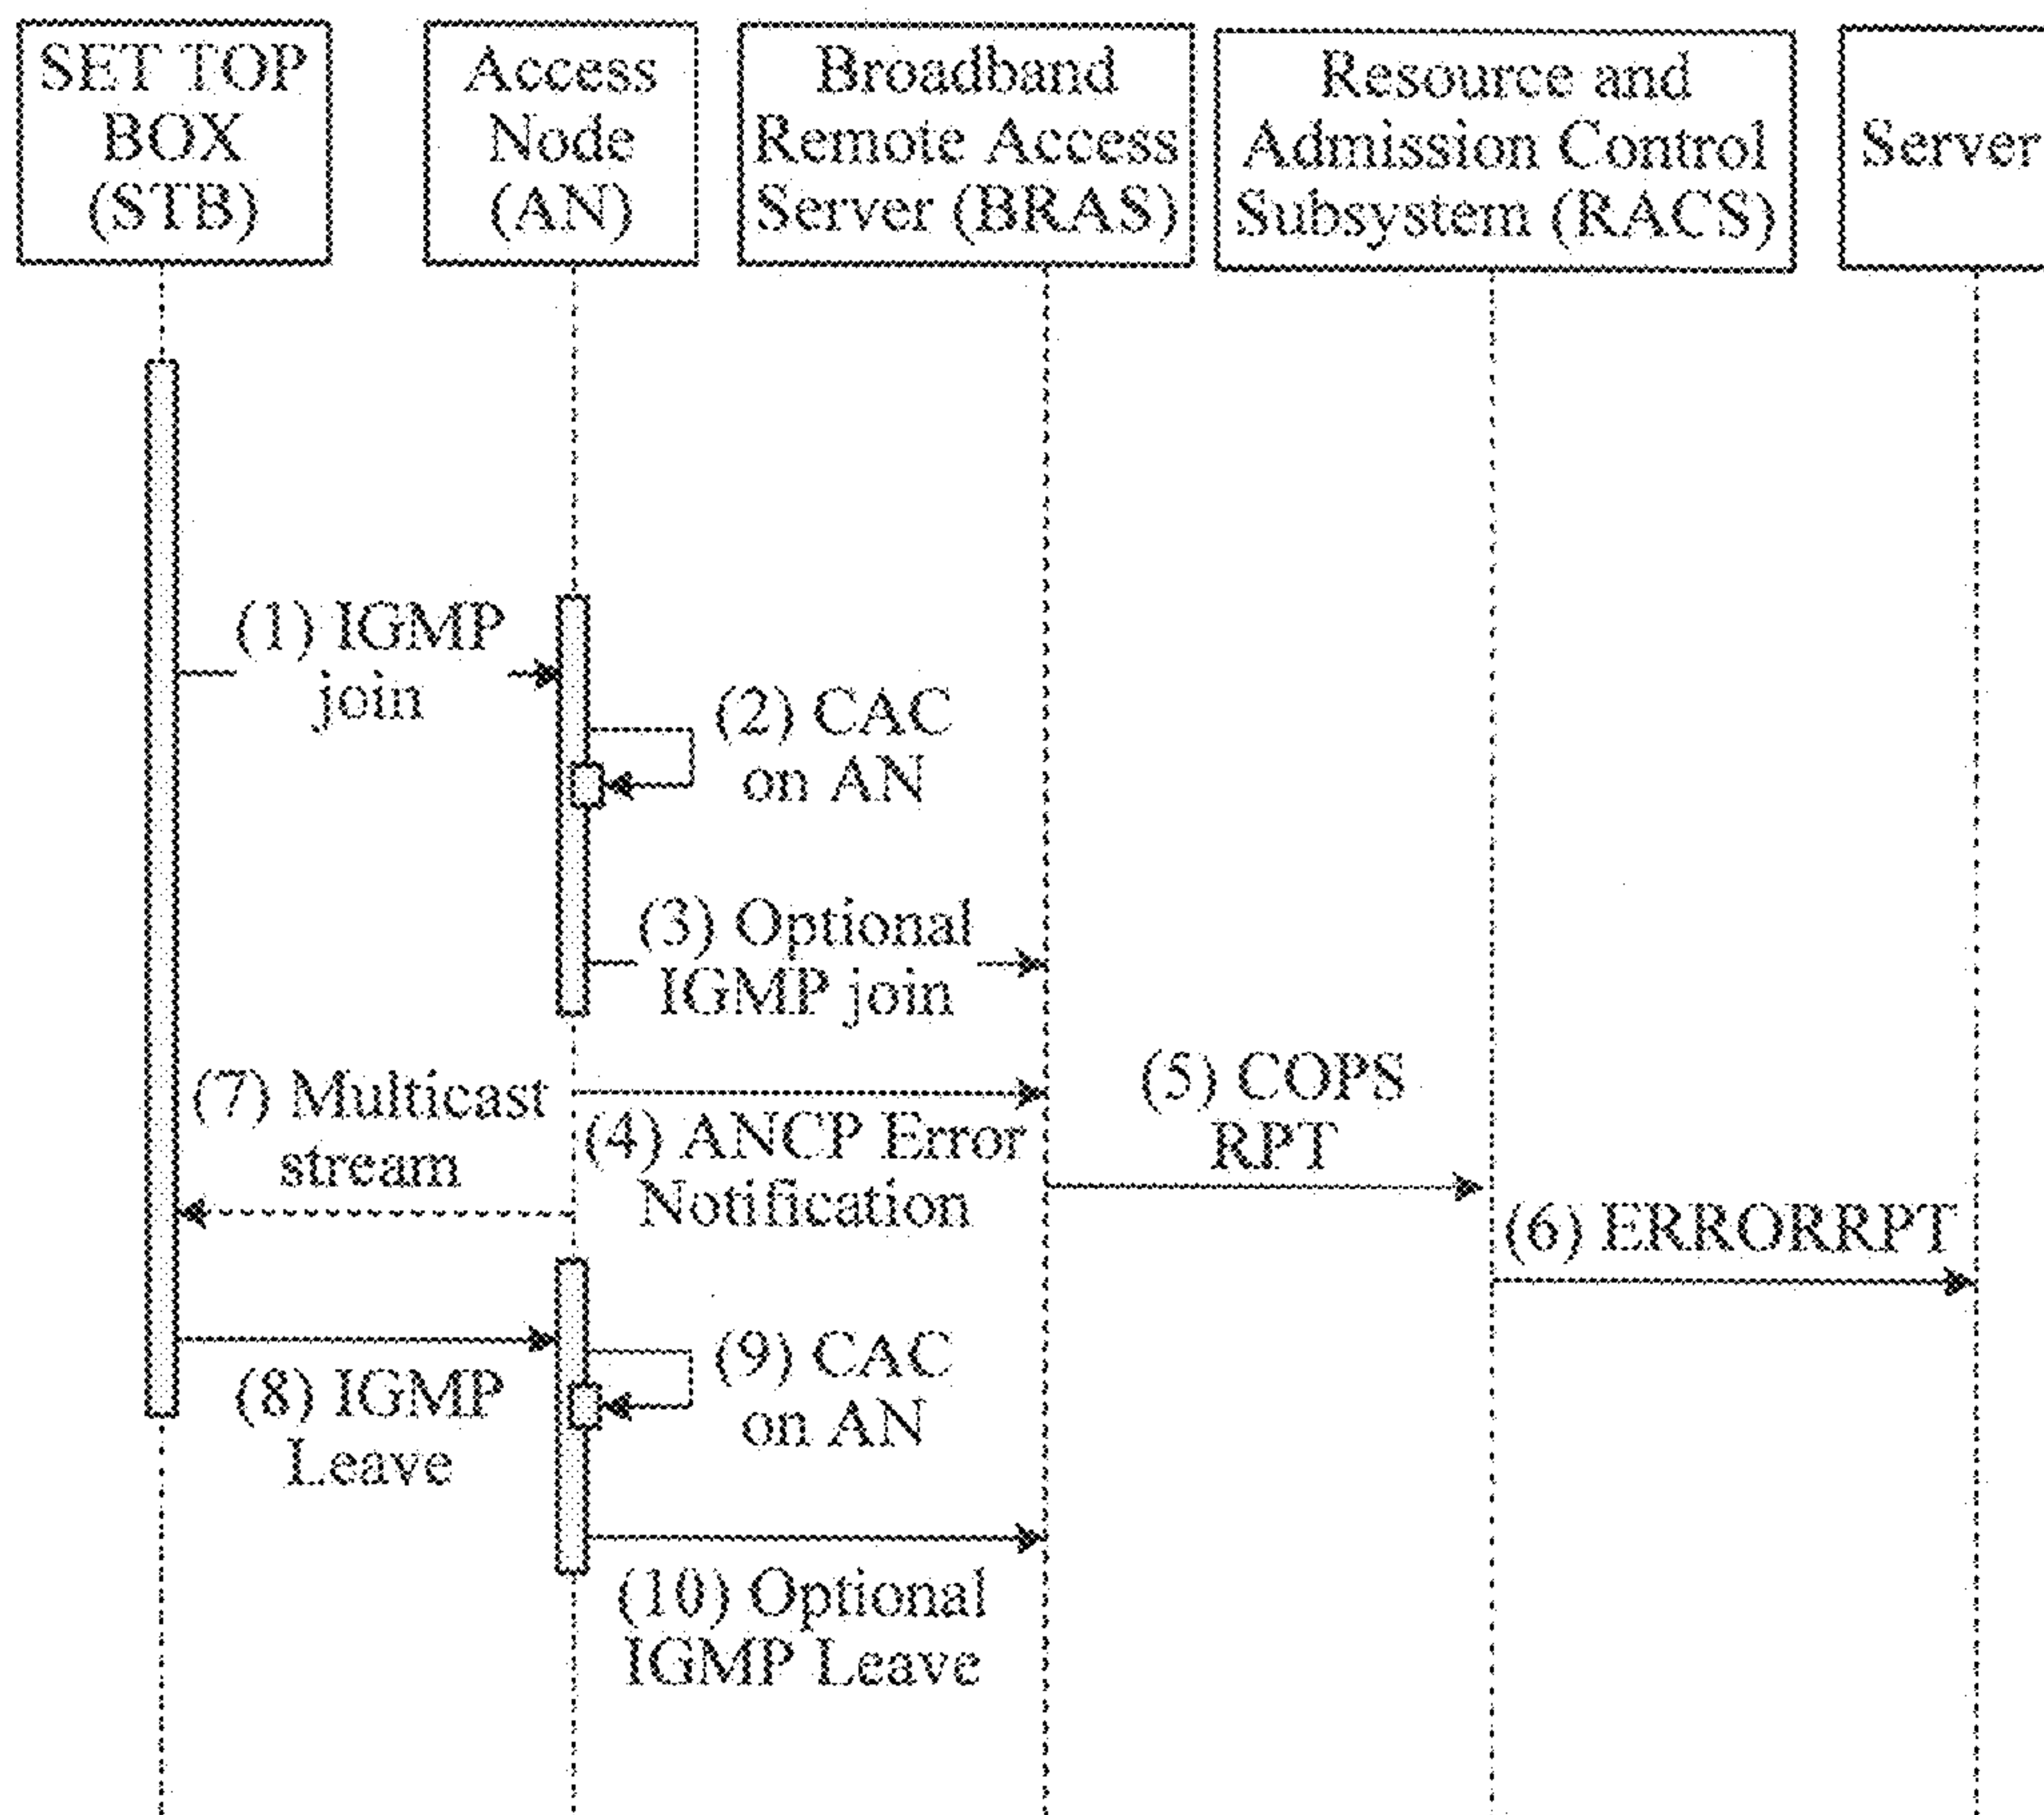 SET TOP
BOX
(STB)
Access
Node
(AN)
Broadband
Remote Access
Server (BRAS)
Resource and
Admission Control
Subsystem (RACS)
Server
(1) IGMP
join
(2) CAC
on AN
(3) Optional
IGMP join
(7) Multicast
stream
(4) ANCP Error
Notification
(5) COPS
RPT
(6) ERRORRPT
(8) IGMP
Leave
(9) CAC
on AN
(10) Optional
IGMP Leave